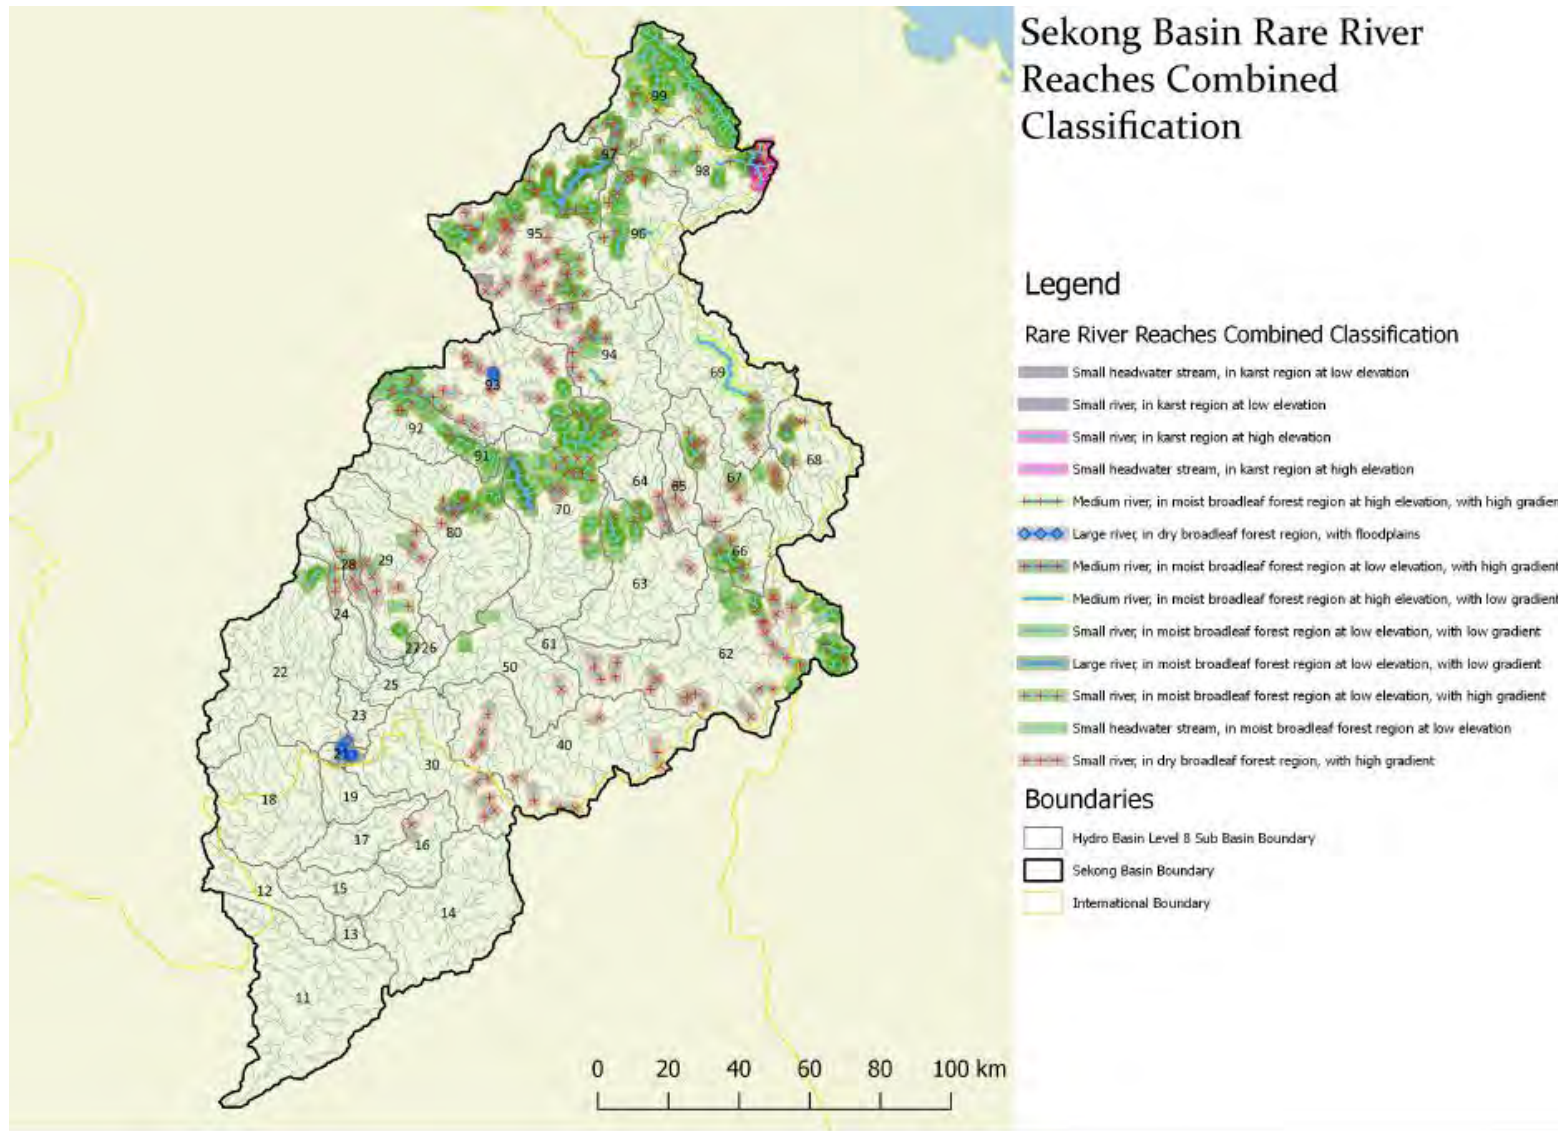 Sekong Basin Rare River
Reaches Combined
Classification
Legend
Rare River Reaches Combined Classification
Small headwater stream, in karst region at low elevation
Small river, in karst region at low elevation
Small river, in karst region at high elevation
Small headwater stream, in karst region at high elevation
Medium river, in moist broadleaf forest region at high elevation, with high gradien
Large river, in dry broadleaf forest region, with floodplains
Medium river, in moist broadleaf forest region at low elevation, with high gradient
Medium river, in moist broadleaf forest region at high elevation, with low gradient
Small river, in moist broadleaf forest region at low elevation, with low gradient
Large river, in moist broadleaf forest region at low elevation, with low gradient
Small river, in moist broadleaf forest region at low elevation, with high gradient
Small headwater stream, in moist broadleaf forest region at low elevation
Small river, in dry broadleaf forest region, with high gradient
Boundaries
Hydro Basin Level 8 Sub Basin Boundary
Sekong Basin Boundary
International Boundary
99
97
98
95
96
94
69
93
92
91
68
67
64
65
70
80
66
29
28
63
24
27 26
61
62
22
50
25
23
40
21
30
18
19
17
16
12
15
14
13
11
0 20 40 60 80 100 km